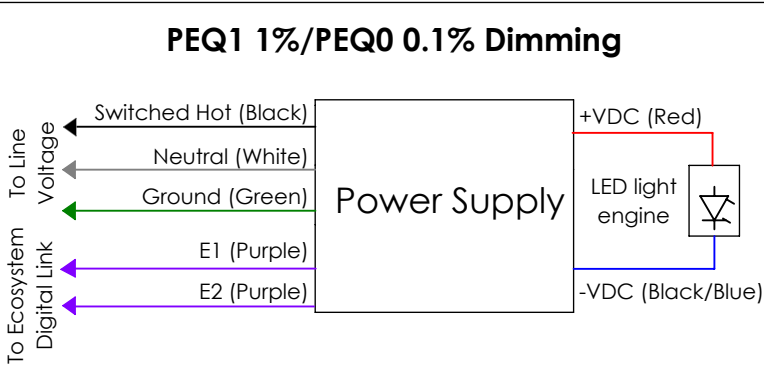 PEQ1 1%/PEQ0 0.1% Dimming
To Line
Voltage
Switched Hot (Black)
Neutral (White)
Ground (Green)
To Ecosystem
Digital Link
E1 (Purple)
E2 (Purple)
Power Supply
+VDC (Red)
LED light
engine
-VDC (Black/Blue)